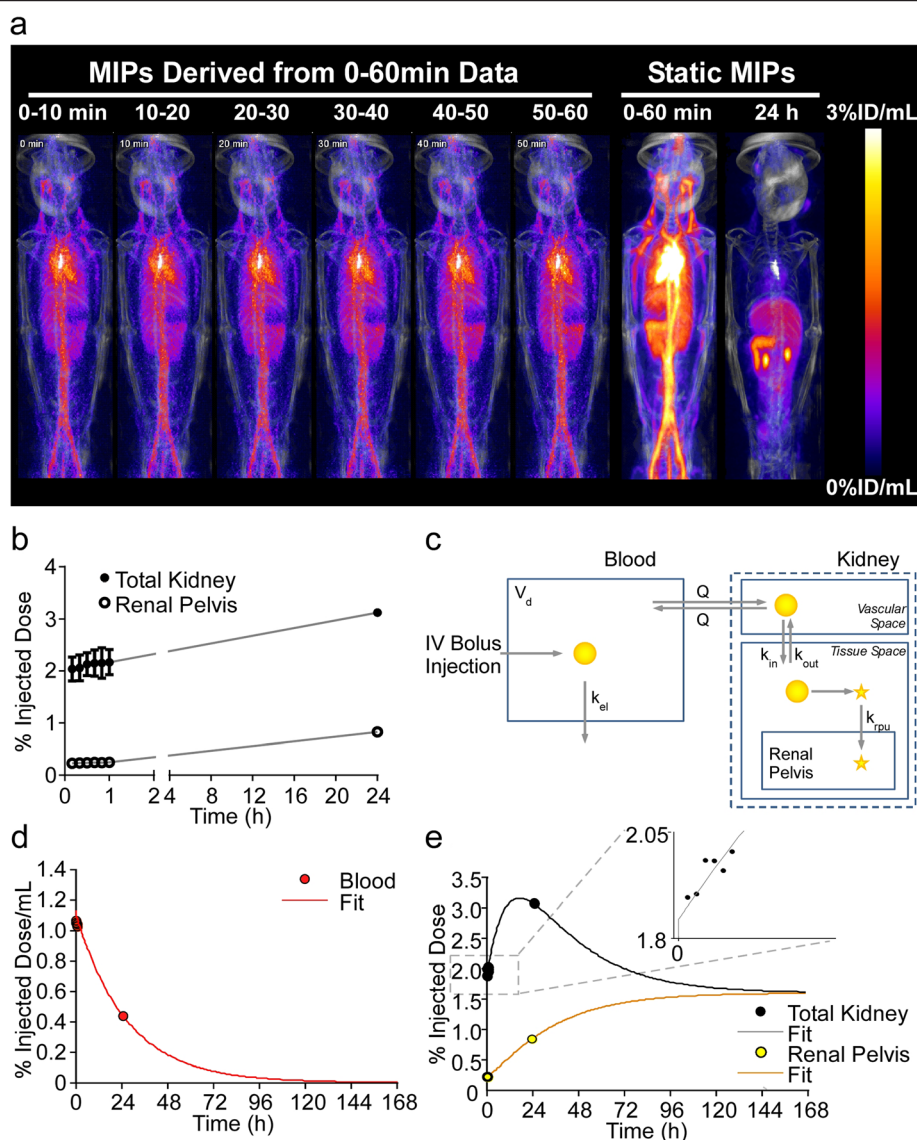 a
MIPs Derived from 0-60min Data
Static MIPs
0-10 min 10-20 20-30 30-40 40-50 50-60 0-60 min 24 h
3%ID/mL
0 min 10 min 20 min 30 min 40 min 50 min
0%ID/mL
b
% Injected Dose
4
3
2
1
0
Total Kidney
Renal Pelvis
0 1 2 4 8 12 16 20 24
Time (h)
c
Blood
Kidney
Vd
Q
Q
Vascular
Space
IV Bolus
Injection
kin
kout
Tissue Space
kel
krpu
Renal
Pelvis
d
% Injected Dose/mL
1.4
1.2
1.0
0.8
0.6
0.4
0.2
0
Blood
Fit
0 24 48 72 96 120 144 168
Time (h)
e
2.05
1.8
0
% Injected Dose
3.5
3.0
2.5
2.0
1.5
1.0
0.5
0
Total Kidney
Fit
Renal Pelvis
Fit
0 24 48 72 96 120 144 168
Time (h)